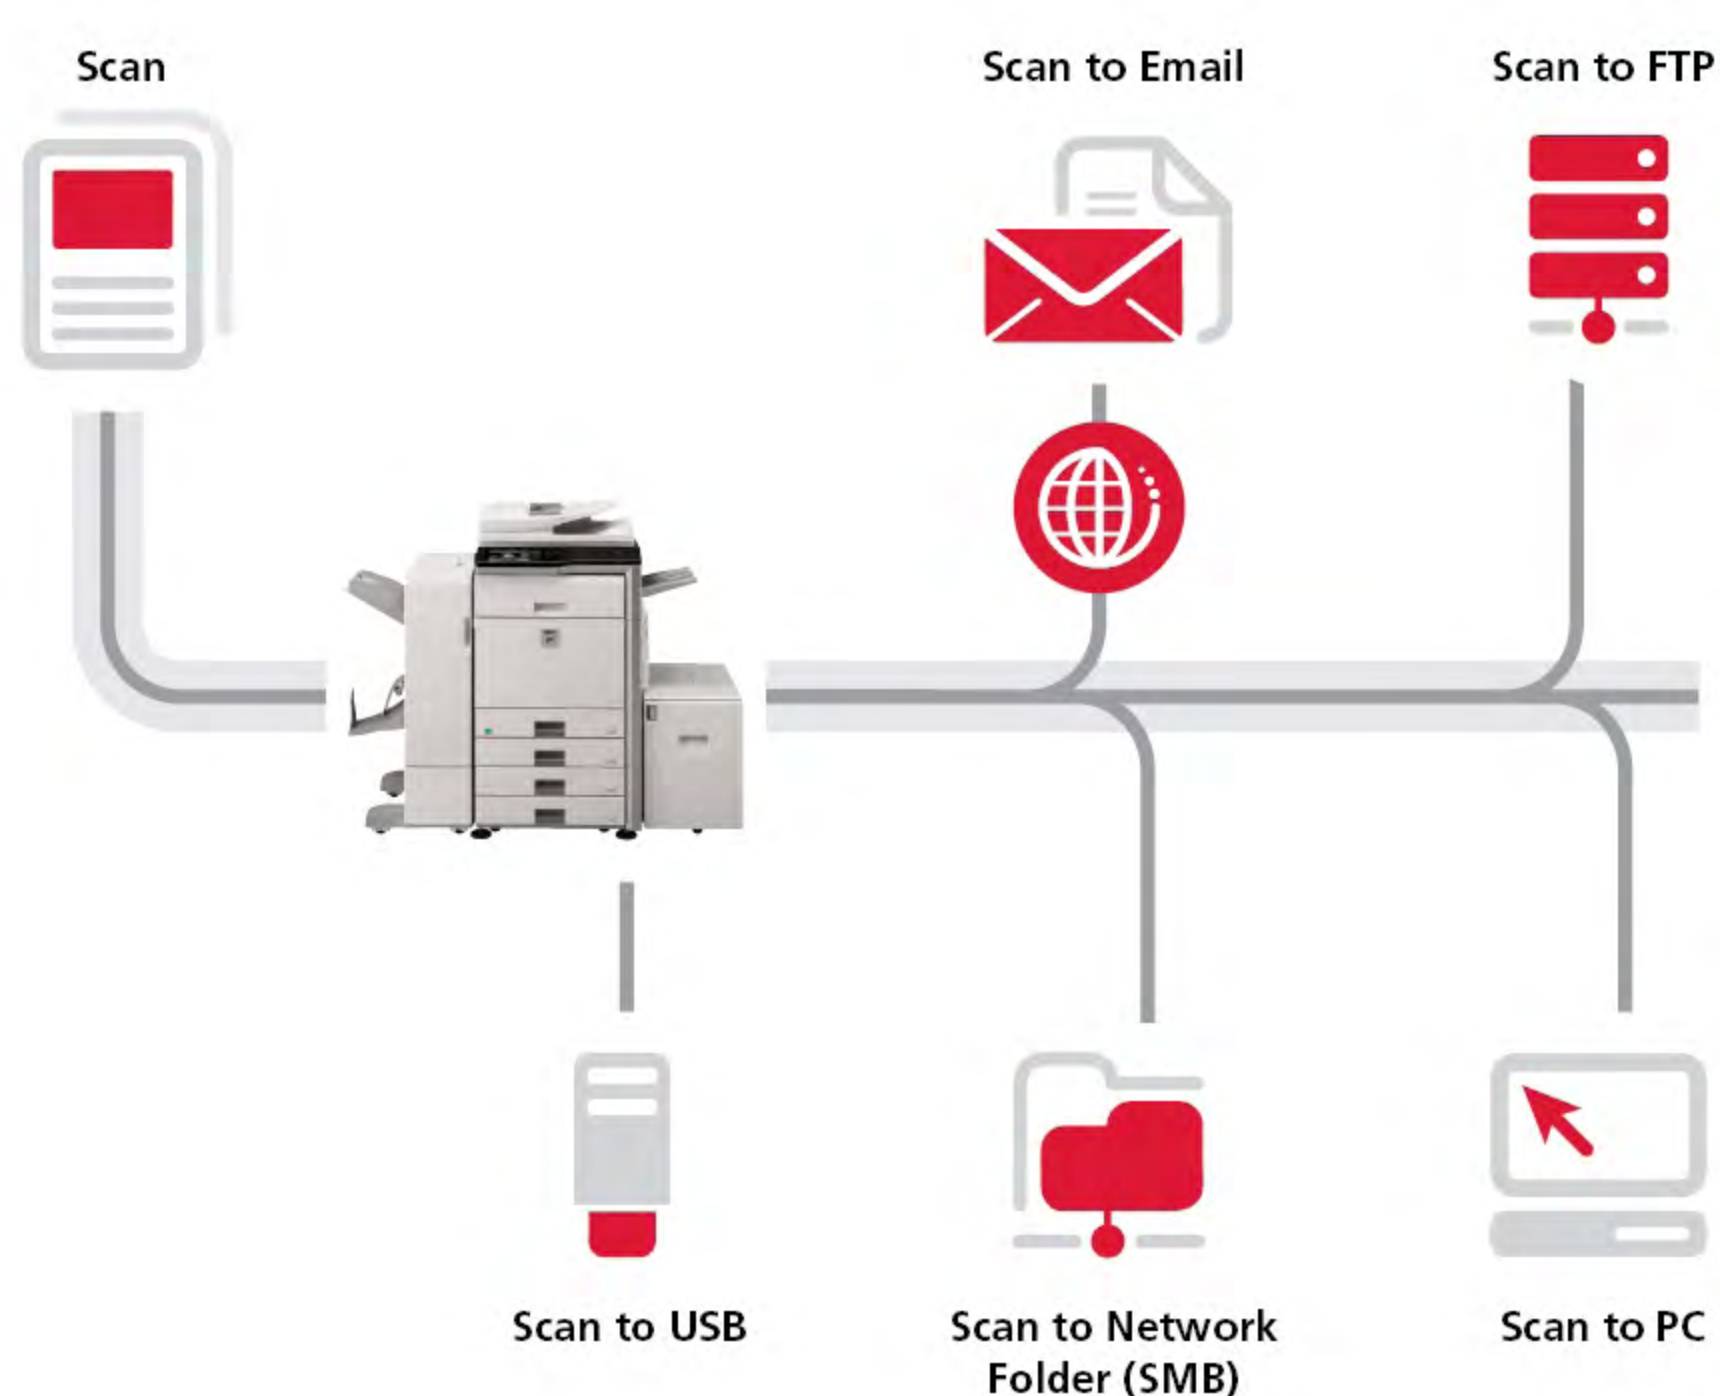 Scan
Scan to Email
Scan to FTP
Scan to USB
Scan to Network
Folder (SMB)
Scan to PC